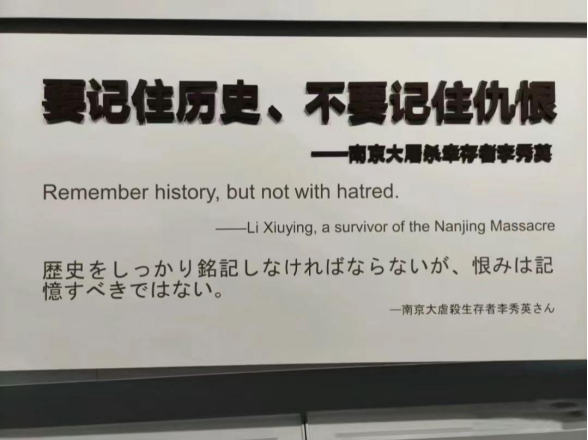 要记住历史、不要记住仇恨
——南京大屠杀幸存者李秀英
Remember history, but not with hatred.
——Li Xiuying, a survivor of the Nanjing Massacre
歴史をしっかり銘記しなければならないが、恨みは記
憶すべきではない。
—南京大虐殺生存者李秀英さん